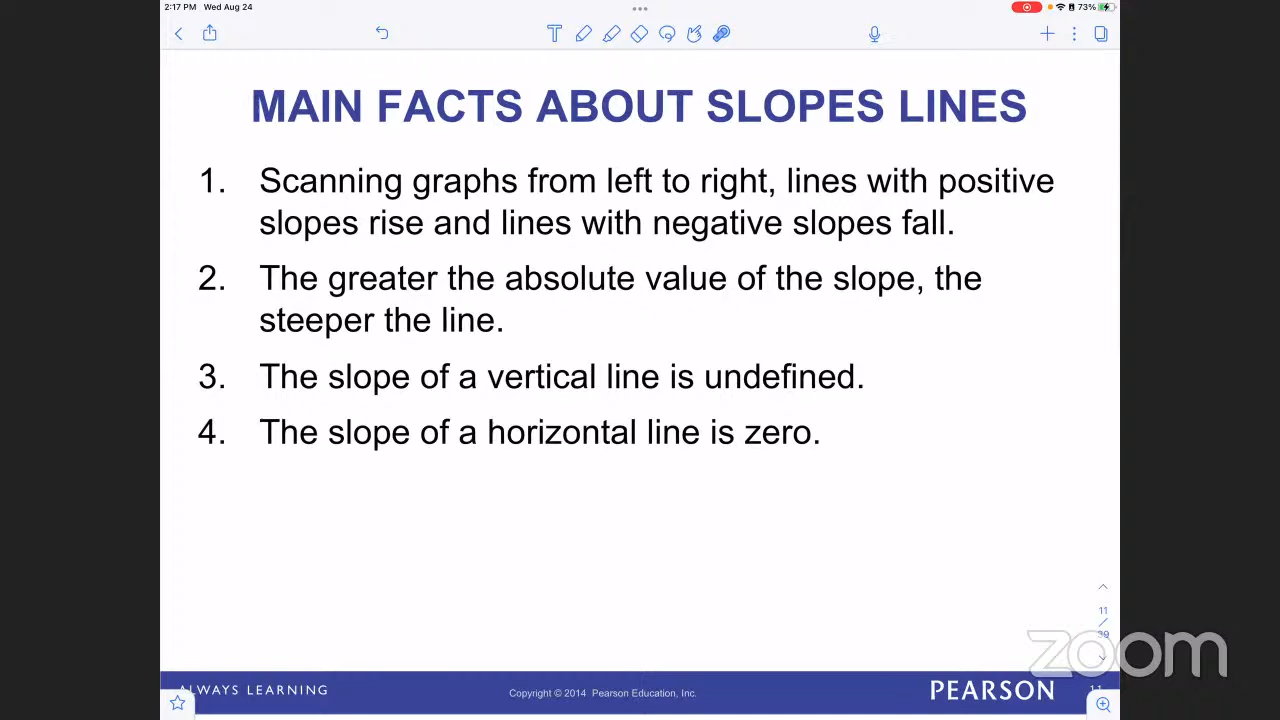 2:17 PM Wed Aug 24
73%
MAIN FACTS ABOUT SLOPES LINES
1. Scanning graphs from left to right, lines with positive
slopes rise and lines with negative slopes fall.
2. The greater the absolute value of the slope, the
steeper the line.
3. The slope of a vertical line is undefined.
4. The slope of a horizontal line is zero.
11
/
39
zoom
ALWAYS LEARNING
Copyright © 2014 Pearson Education, Inc.
PEARSON
11